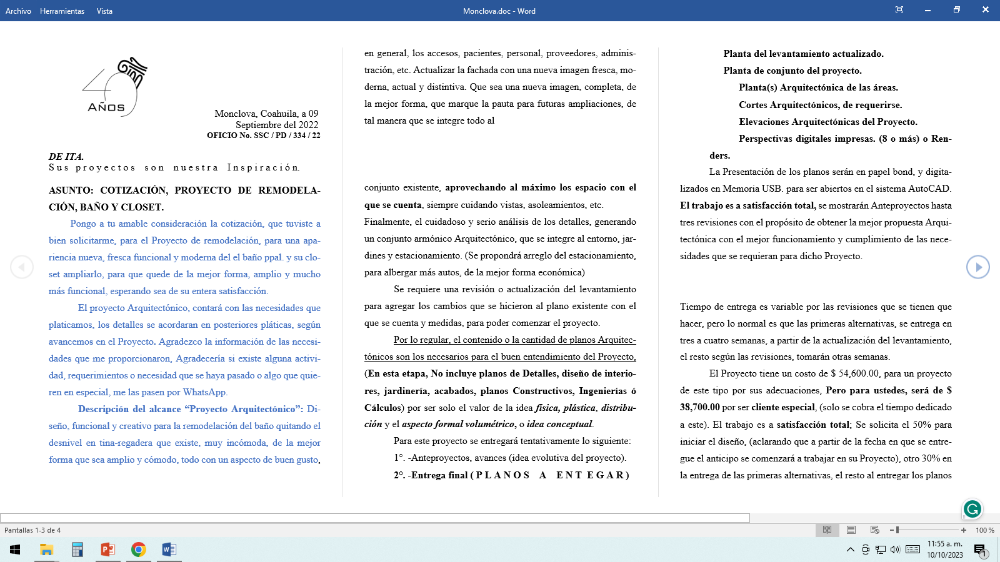 Archivo Herramientas Vista
Monclova.doc - Word
40
AÑOS
Monclova, Coahuila, a 09
Septiembre del 2022
OFICIO No. SSC / PD / 334 / 22
DE ITA.
Sus proyectos son nuestra Inspiración.
ASUNTO: COTIZACIÓN, PROYECTO DE REMODELA-
CIÓN, BAÑO Y CLOSET.
Pongo a tu amable consideración la cotización, que tuviste a
bien solicitarme, para el Proyecto de remodelación, para una apa-
riencia nueva, fresca funcional y moderna del el baño ppal. y su clo-
set ampliarlo, para que quede de la mejor forma, amplio y mucho
más funcional, esperando sea de su entera satisfacción.
El proyecto Arquitectónico, contará con las necesidades que
platicamos, los detalles se acordaran en posteriores pláticas, según
avancemos en el Proyecto. Agradezco la información de las necesi-
dades que me proporcionaron, Agradecería si existe alguna activi-
dad, requerimientos o necesidad que se haya pasado o algo que quie-
ren en especial, me las pasen por WhatsApp.
Descripción del alcance “Proyecto Arquitectónico”: Di-
seño, funcional y creativo para la remodelación del baño quitando el
desnivel en tina-regadera que existe, muy incómoda, de la mejor
forma que sea amplio y cómodo, todo con un aspecto de buen gusto,
en general, los accesos, pacientes, personal, proveedores, adminis-
tración, etc. Actualizar la fachada con una nueva imagen fresca, mo-
derna, actual y distintiva. Que sea una nueva imagen, completa, de
la mejor forma, que marque la pauta para futuras ampliaciones, de
tal manera que se integre todo al
conjunto existente, aprovechando al máximo los espacio con el
que se cuenta, siempre cuidando vistas, asoleamientos, etc.
Finalmente, el cuidadoso y serio análisis de los detalles, generando
un conjunto armónico Arquitectónico, que se integre al entorno, jar-
dines y estacionamiento. (Se propondrá arreglo del estacionamiento,
para albergar más autos, de la mejor forma económica)
Se requiere una revisión o actualización del levantamiento
para agregar los cambios que se hicieron al plano existente con el
que se cuenta y medidas, para poder comenzar el proyecto.
Por lo regular, el contenido o la cantidad de planos Arquitec-
tónicos son los necesarios para el buen entendimiento del Proyecto,
(En esta etapa, No incluye planos de Detalles, diseño de interio-
res, jardinería, acabados, planos Constructivos, Ingenierías ó
Cálculos) por ser solo el valor de la idea física, plástica, distribu-
ción y el aspecto formal volumétrico, o idea conceptual.
Para este proyecto se entregará tentativamente lo siguiente:
1°. -Anteproyectos, avances (idea evolutiva del proyecto).
2°. -Entrega final ( P L A N O S A E N T E G A R )
Planta del levantamiento actualizado.
Planta de conjunto del proyecto.
Planta(s) Arquitectónica de las áreas.
Cortes Arquitectónicos, de requerirse.
Elevaciones Arquitectónicas del Proyecto.
Perspectivas digitales impresas. (8 o más) o Ren-
ders.
La Presentación de los planos serán en papel bond, y digita-
lizados en Memoria USB. para ser abiertos en el sistema AutoCAD.
El trabajo es a satisfacción total, se mostrarán Anteproyectos hasta
tres revisiones con el propósito de obtener la mejor propuesta Arqui-
tectónica con el mejor funcionamiento y cumplimiento de las nece-
sidades que se requieran para dicho Proyecto.
Tiempo de entrega es variable por las revisiones que se tienen que
hacer, pero lo normal es que las primeras alternativas, se entrega en
tres a cuatro semanas, a partir de la actualización del levantamiento,
el resto según las revisiones, tomarán otras semanas.
El Proyecto tiene un costo de $ 54,600.00, para un proyecto
de este tipo por sus adecuaciones, Pero para ustedes, será de $
38,700.00 por ser cliente especial, (solo se cobra el tiempo dedicado
a este). El trabajo es a satisfacción total; Se solicita el 50% para
iniciar el diseño, (aclarando que a partir de la fecha en que se entre-
gue el anticipo se comenzará a trabajar en su Proyecto), otro 30% en
la entrega de las primeras alternativas, el resto al entregar los planos
Pantallas 1-3 de 4
100 %
11:55 a. m.
10/10/2023
1